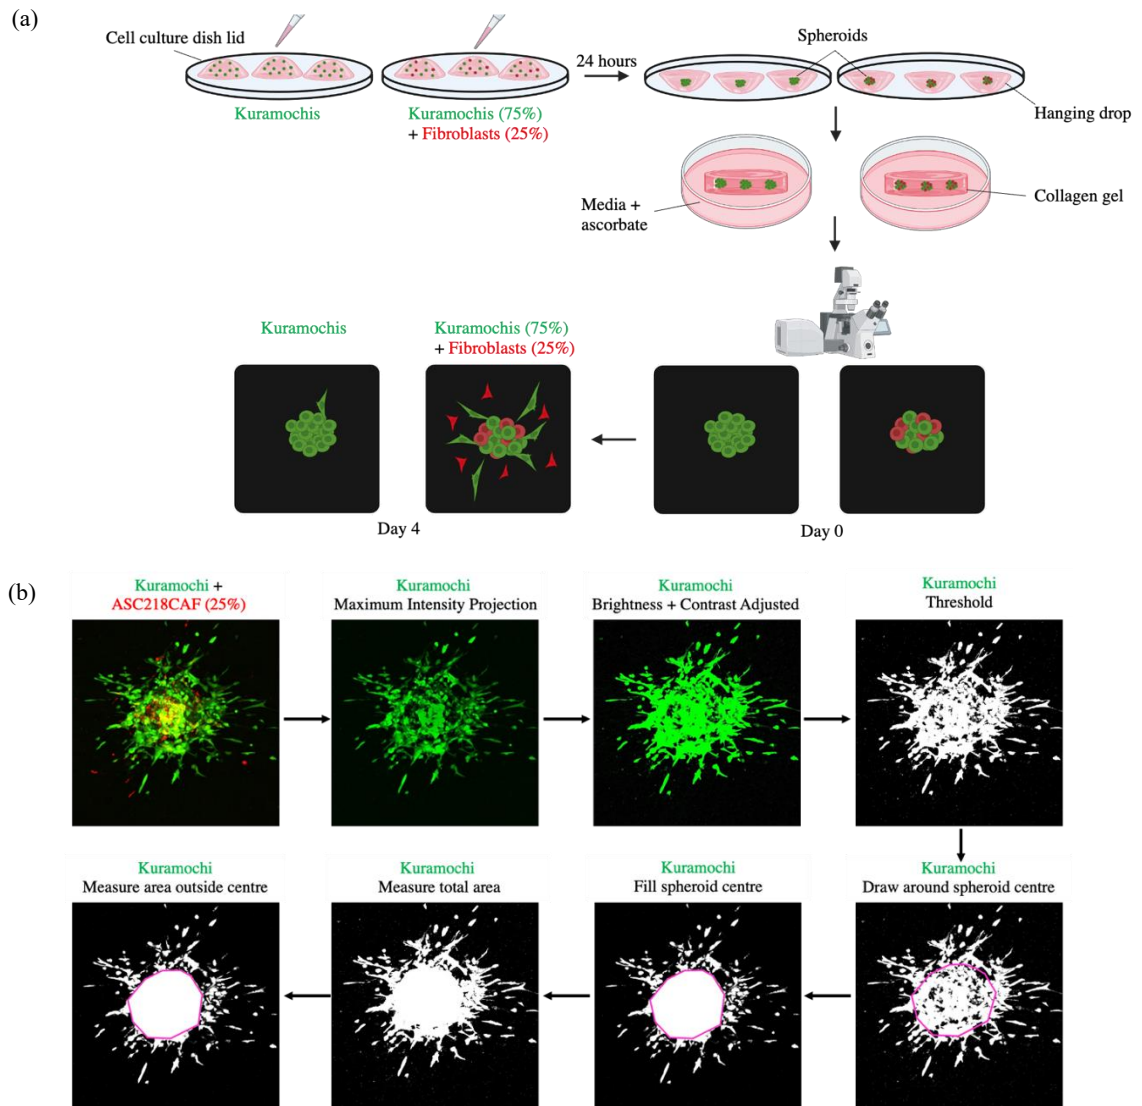 (a)
Cell culture dish lid
Kuramochis
Kuramochis (75%)
+ Fibroblasts (25%)
24 hours
Spheroids
Hanging drop
Media +
ascorbate
Collagen gel
Kuramochis
Kuramochis (75%)
+ Fibroblasts (25%)
Day 4
Day 0
(b)
Kuramochi +
ASC218CAF (25%)
Kuramochi
Maximum Intensity Projection
Kuramochi
Brightness + Contrast Adjusted
Kuramochi
Threshold
Kuramochi
Measure area outside centre
Kuramochi
Measure total area
Kuramochi
Fill spheroid centre
Kuramochi
Draw around spheroid centre